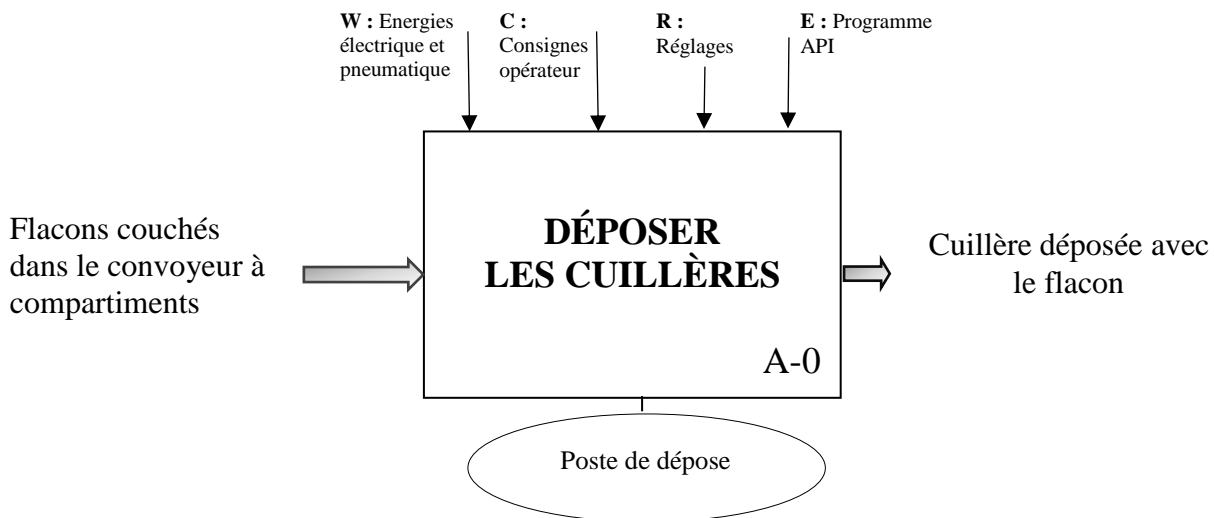 W : Energies
électrique et
pneumatique
C :
Consignes
opérateur
R :
Réglages
E : Programme
API
Flacons couchés
dans le convoyeur à
compartiments
DÉPOSER
LES CUILLÈRES
A-0
Cuillère déposée avec
le flacon
Poste de dépose